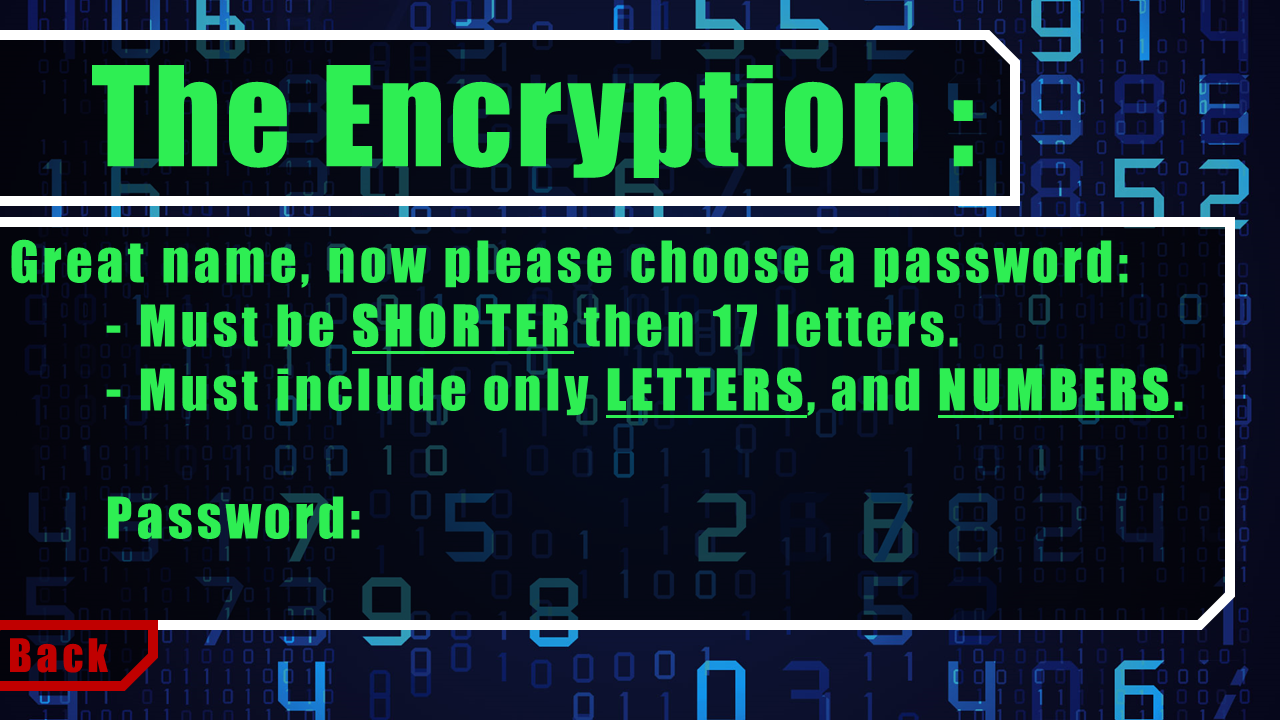 The Encryption :
Great name, now please choose a password:
- Must be SHORTER then 17 letters.
- Must include only LETTERS, and NUMBERS.
Password:
Back